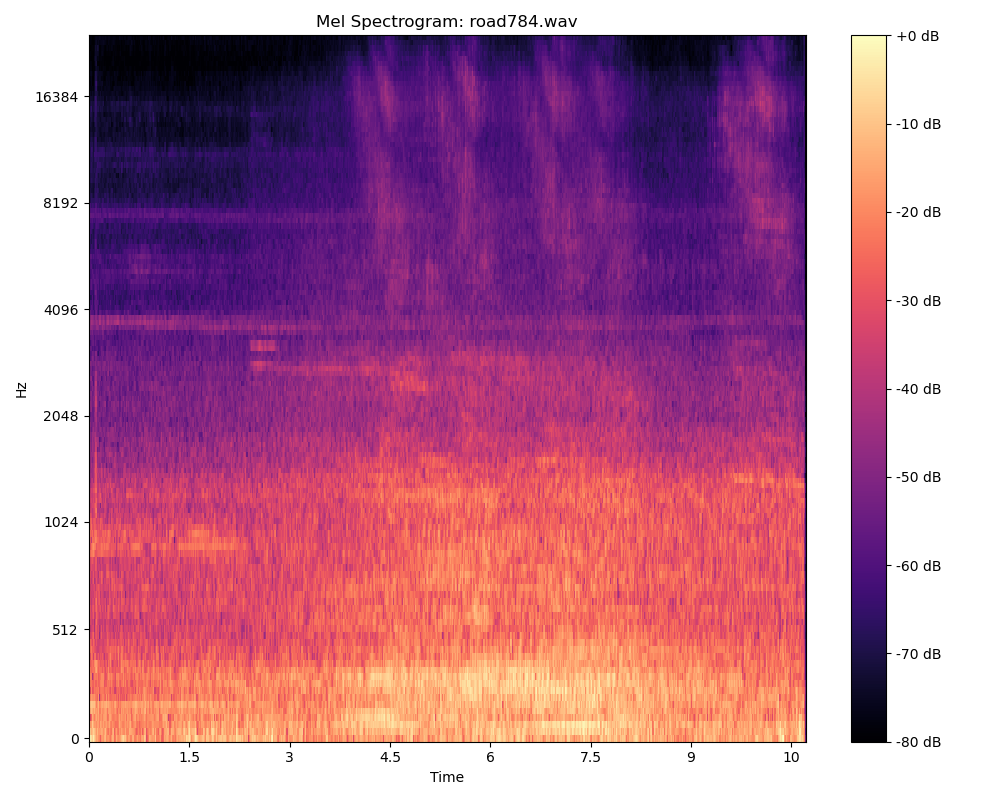 Mel Spectrogram: road784.wav
+0 dB
16384
-10 dB
8192
-20 dB
4096
-30 dB
Hz
-40 dB
2048
-50 dB
1024
-60 dB
512
-70 dB
0
-80 dB
0 1.5 3 4.5 6 7.5 9 10
Time